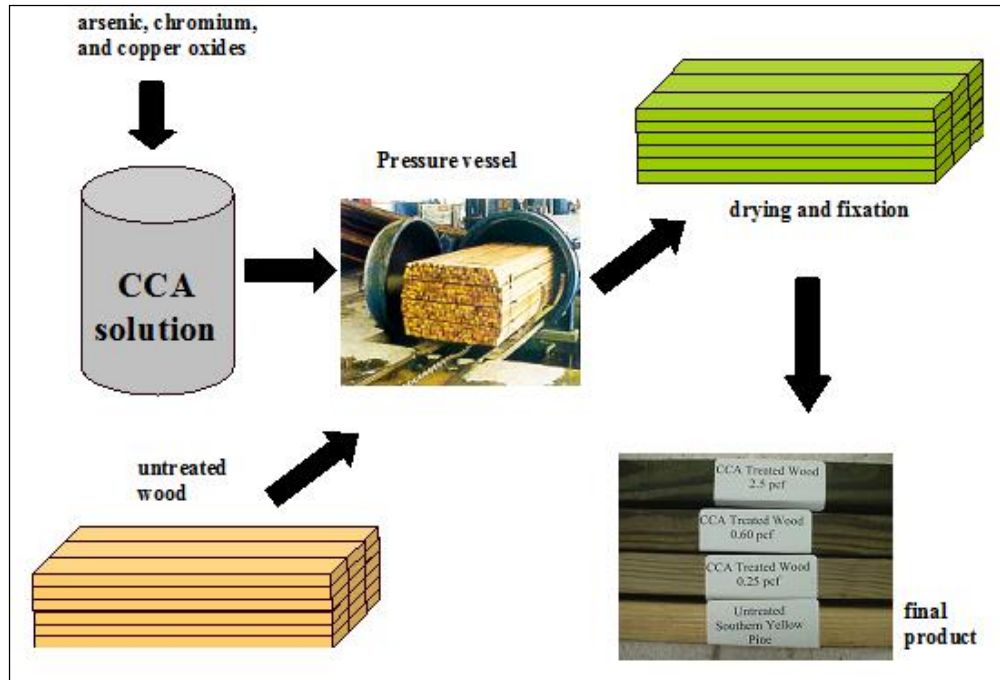 arsenic, chromium,
and copper oxides
CCA
solution
untreated
wood
Pressure vessel
drying and fixation
CCA Treated Wood
2.5 pcf
CCA Treated Wood
0.60 pcf
CCA Treated Wood
0.25 pcf
Untreated
Southern Yellow
Pine
final
product